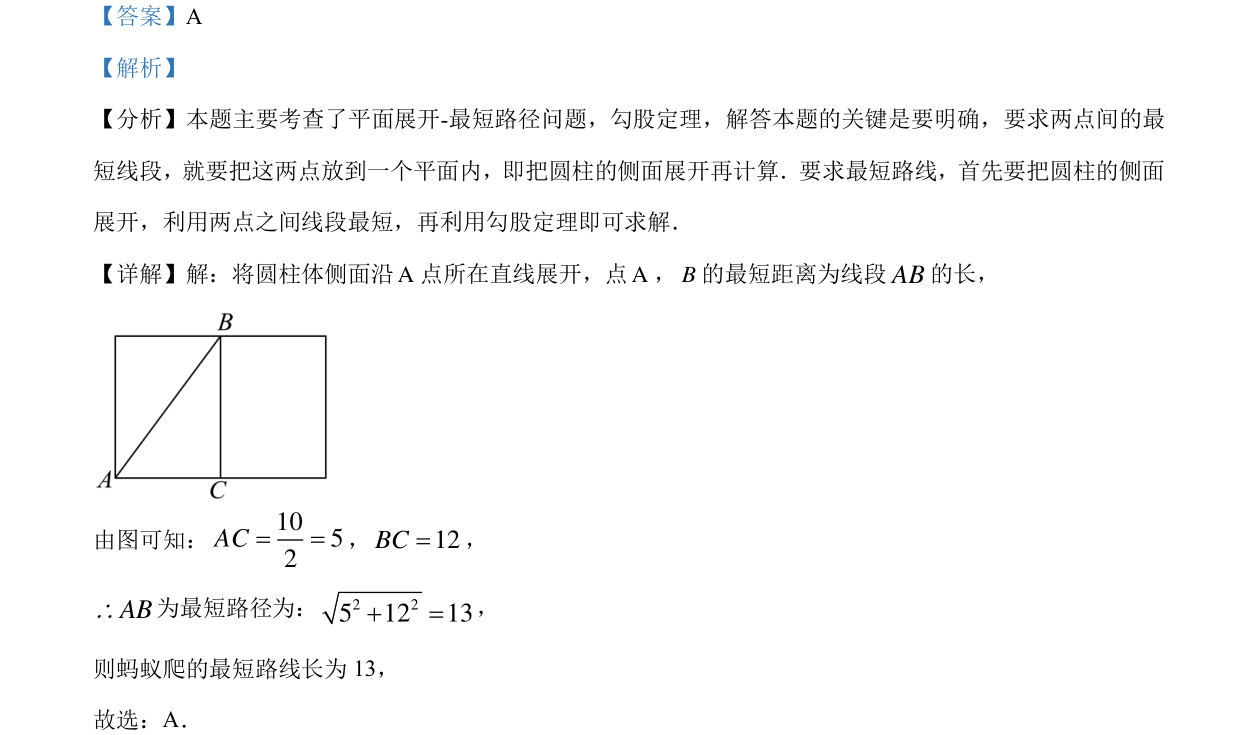 【答案】A
【解析】
【分析】本题主要考查了平面展开-最短路径问题，勾股定理，解答本题的关键是要明确，要求两点间的最
短线段，就要把这两点放到一个平面内，即把圆柱的侧面展开再计算．要求最短路线，首先要把圆柱的侧面
展开，利用两点之间线段最短，再利用勾股定理即可求解．
【详解】解：将圆柱体侧面沿 A 点所在直线展开，点 A ， B 的最短距离为线段 AB 的长，
B
A
C
由图可知： AC = 10/2 = 5 ， BC = 12 ，
∴ AB 为最短路径为： √(5² + 12²) = 13 ，
则蚂蚁爬的最短路线长为 13，
故选：A．